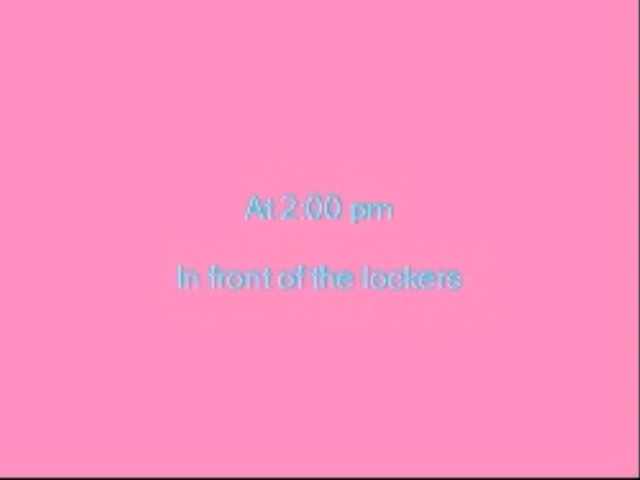 At 2:00 pm
In front of the lockers